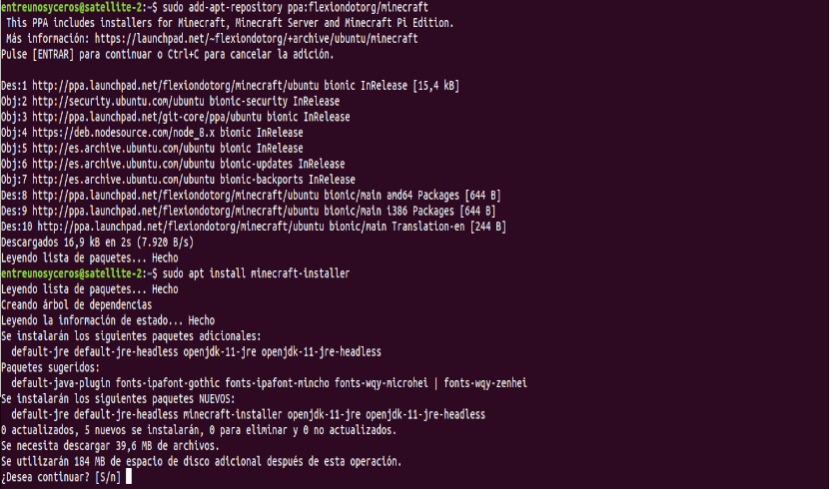 entreunosyceros@satellite-2:~$ sudo add-apt-repository ppa:flexiondotorg/minecraft
 This PPA includes installers for Minecraft, Minecraft Server and Minecraft Pi Edition.
 Más información: https://launchpad.net/~flexiondotorg/+archive/ubuntu/minecraft
Pulse [ENTRAR] para continuar o Ctrl+C para cancelar la adición.

Des:1 http://ppa.launchpad.net/flexiondotorg/minecraft/ubuntu bionic InRelease [15,4 kB]
Obj:2 http://security.ubuntu.com/ubuntu bionic-security InRelease
Obj:3 http://ppa.launchpad.net/git-core/ppa/ubuntu bionic InRelease
Obj:4 https://deb.nodesource.com/node_8.x bionic InRelease
Obj:5 http://es.archive.ubuntu.com/ubuntu bionic InRelease
Obj:6 http://es.archive.ubuntu.com/ubuntu bionic-updates InRelease
Obj:7 http://es.archive.ubuntu.com/ubuntu bionic-backports InRelease
Des:8 http://ppa.launchpad.net/flexiondotorg/minecraft/ubuntu bionic/main amd64 Packages [644 B]
Des:9 http://ppa.launchpad.net/flexiondotorg/minecraft/ubuntu bionic/main i386 Packages [644 B]
Des:10 http://ppa.launchpad.net/flexiondotorg/minecraft/ubuntu bionic/main Translation-en [244 B]
Descargados 16,9 kB en 2s (7.920 B/s)
Leyendo lista de paquetes... Hecho
entreunosyceros@satellite-2:~$ sudo apt install minecraft-installer
Leyendo lista de paquetes... Hecho
Creando árbol de dependencias
Leyendo la información de estado... Hecho
Se instalarán los siguientes paquetes adicionales:
  default-jre default-jre-headless openjdk-11-jre openjdk-11-jre-headless
Paquetes sugeridos:
  default-java-plugin fonts-ipafont-gothic fonts-ipafont-mincho fonts-wqy-microhei | fonts-wqy-zenhei
Se instalarán los siguientes paquetes NUEVOS:
  default-jre default-jre-headless minecraft-installer openjdk-11-jre openjdk-11-jre-headless
0 actualizados, 5 nuevos se instalarán, 0 para eliminar y 0 no actualizados.
Se necesita descargar 39,6 MB de archivos.
Se utilizarán 184 MB de espacio de disco adicional después de esta operación.
¿Desea continuar? [S/n]